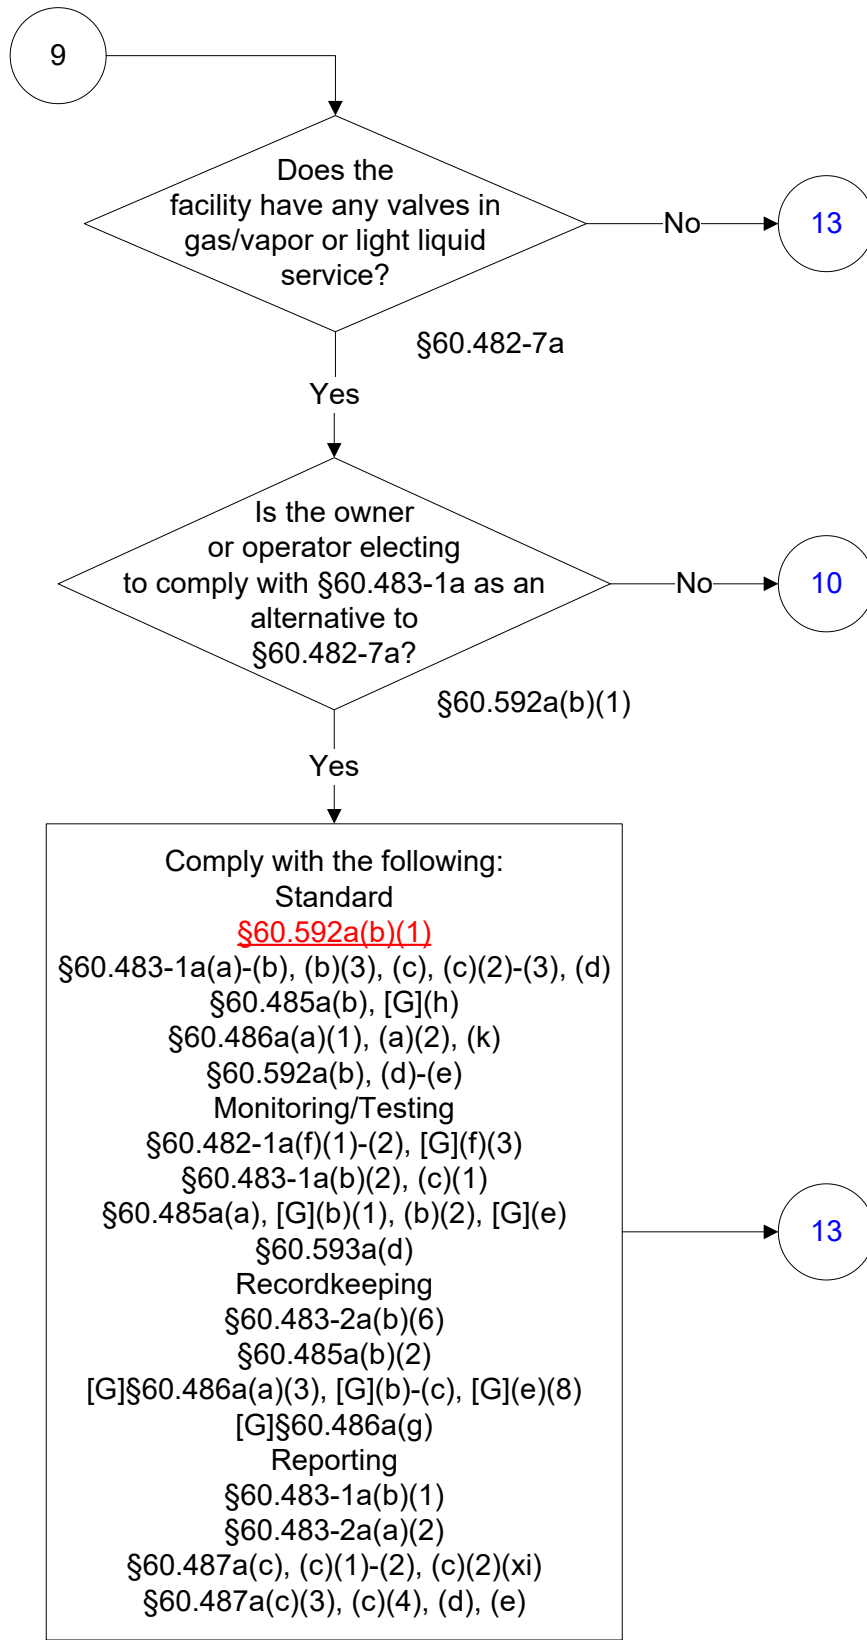 9
Does the
facility have any valves in
gas/vapor or light liquid
service?
No
13
§60.482-7a
Yes
Is the owner
or operator electing
to comply with §60.483-1a as an
alternative to
§60.482-7a?
No
10
§60.592a(b)(1)
Yes
Comply with the following:
Standard
§60.592a(b)(1)
§60.483-1a(a)-(b), (b)(3), (c), (c)(2)-(3), (d)
§60.485a(b), [G](h)
§60.486a(a)(1), (a)(2), (k)
§60.592a(b), (d)-(e)
Monitoring/Testing
§60.482-1a(f)(1)-(2), [G](f)(3)
§60.483-1a(b)(2), (c)(1)
§60.485a(a), [G](b)(1), (b)(2), [G](e)
§60.593a(d)
Recordkeeping
§60.483-2a(b)(6)
§60.485a(b)(2)
[G]§60.486a(a)(3), [G](b)-(c), [G](e)(8)
[G]§60.486a(g)
Reporting
§60.483-1a(b)(1)
§60.483-2a(a)(2)
§60.487a(c), (c)(1)-(2), (c)(2)(xi)
§60.487a(c)(3), (c)(4), (d), (e)
13